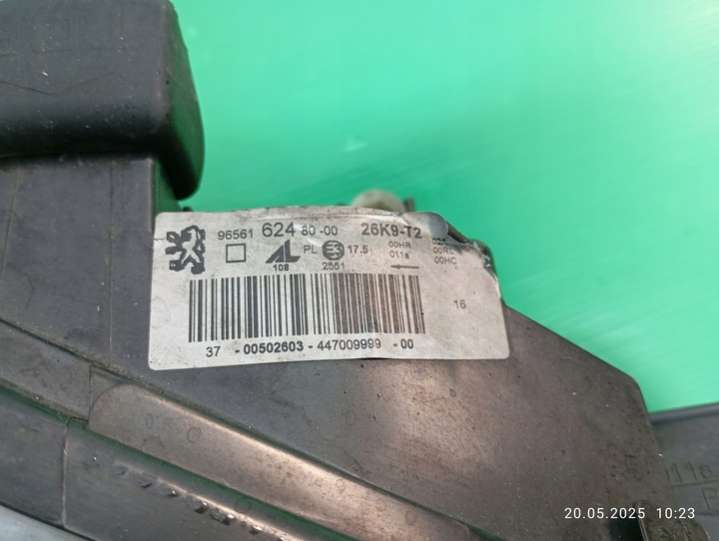 96561 624 80-00 26K9-T2
AL PL 17.5 00HR 00R
108 2551 011a 00HC
16
37 - 00502603 - 447009999 - 00
20.05.2025 10:23